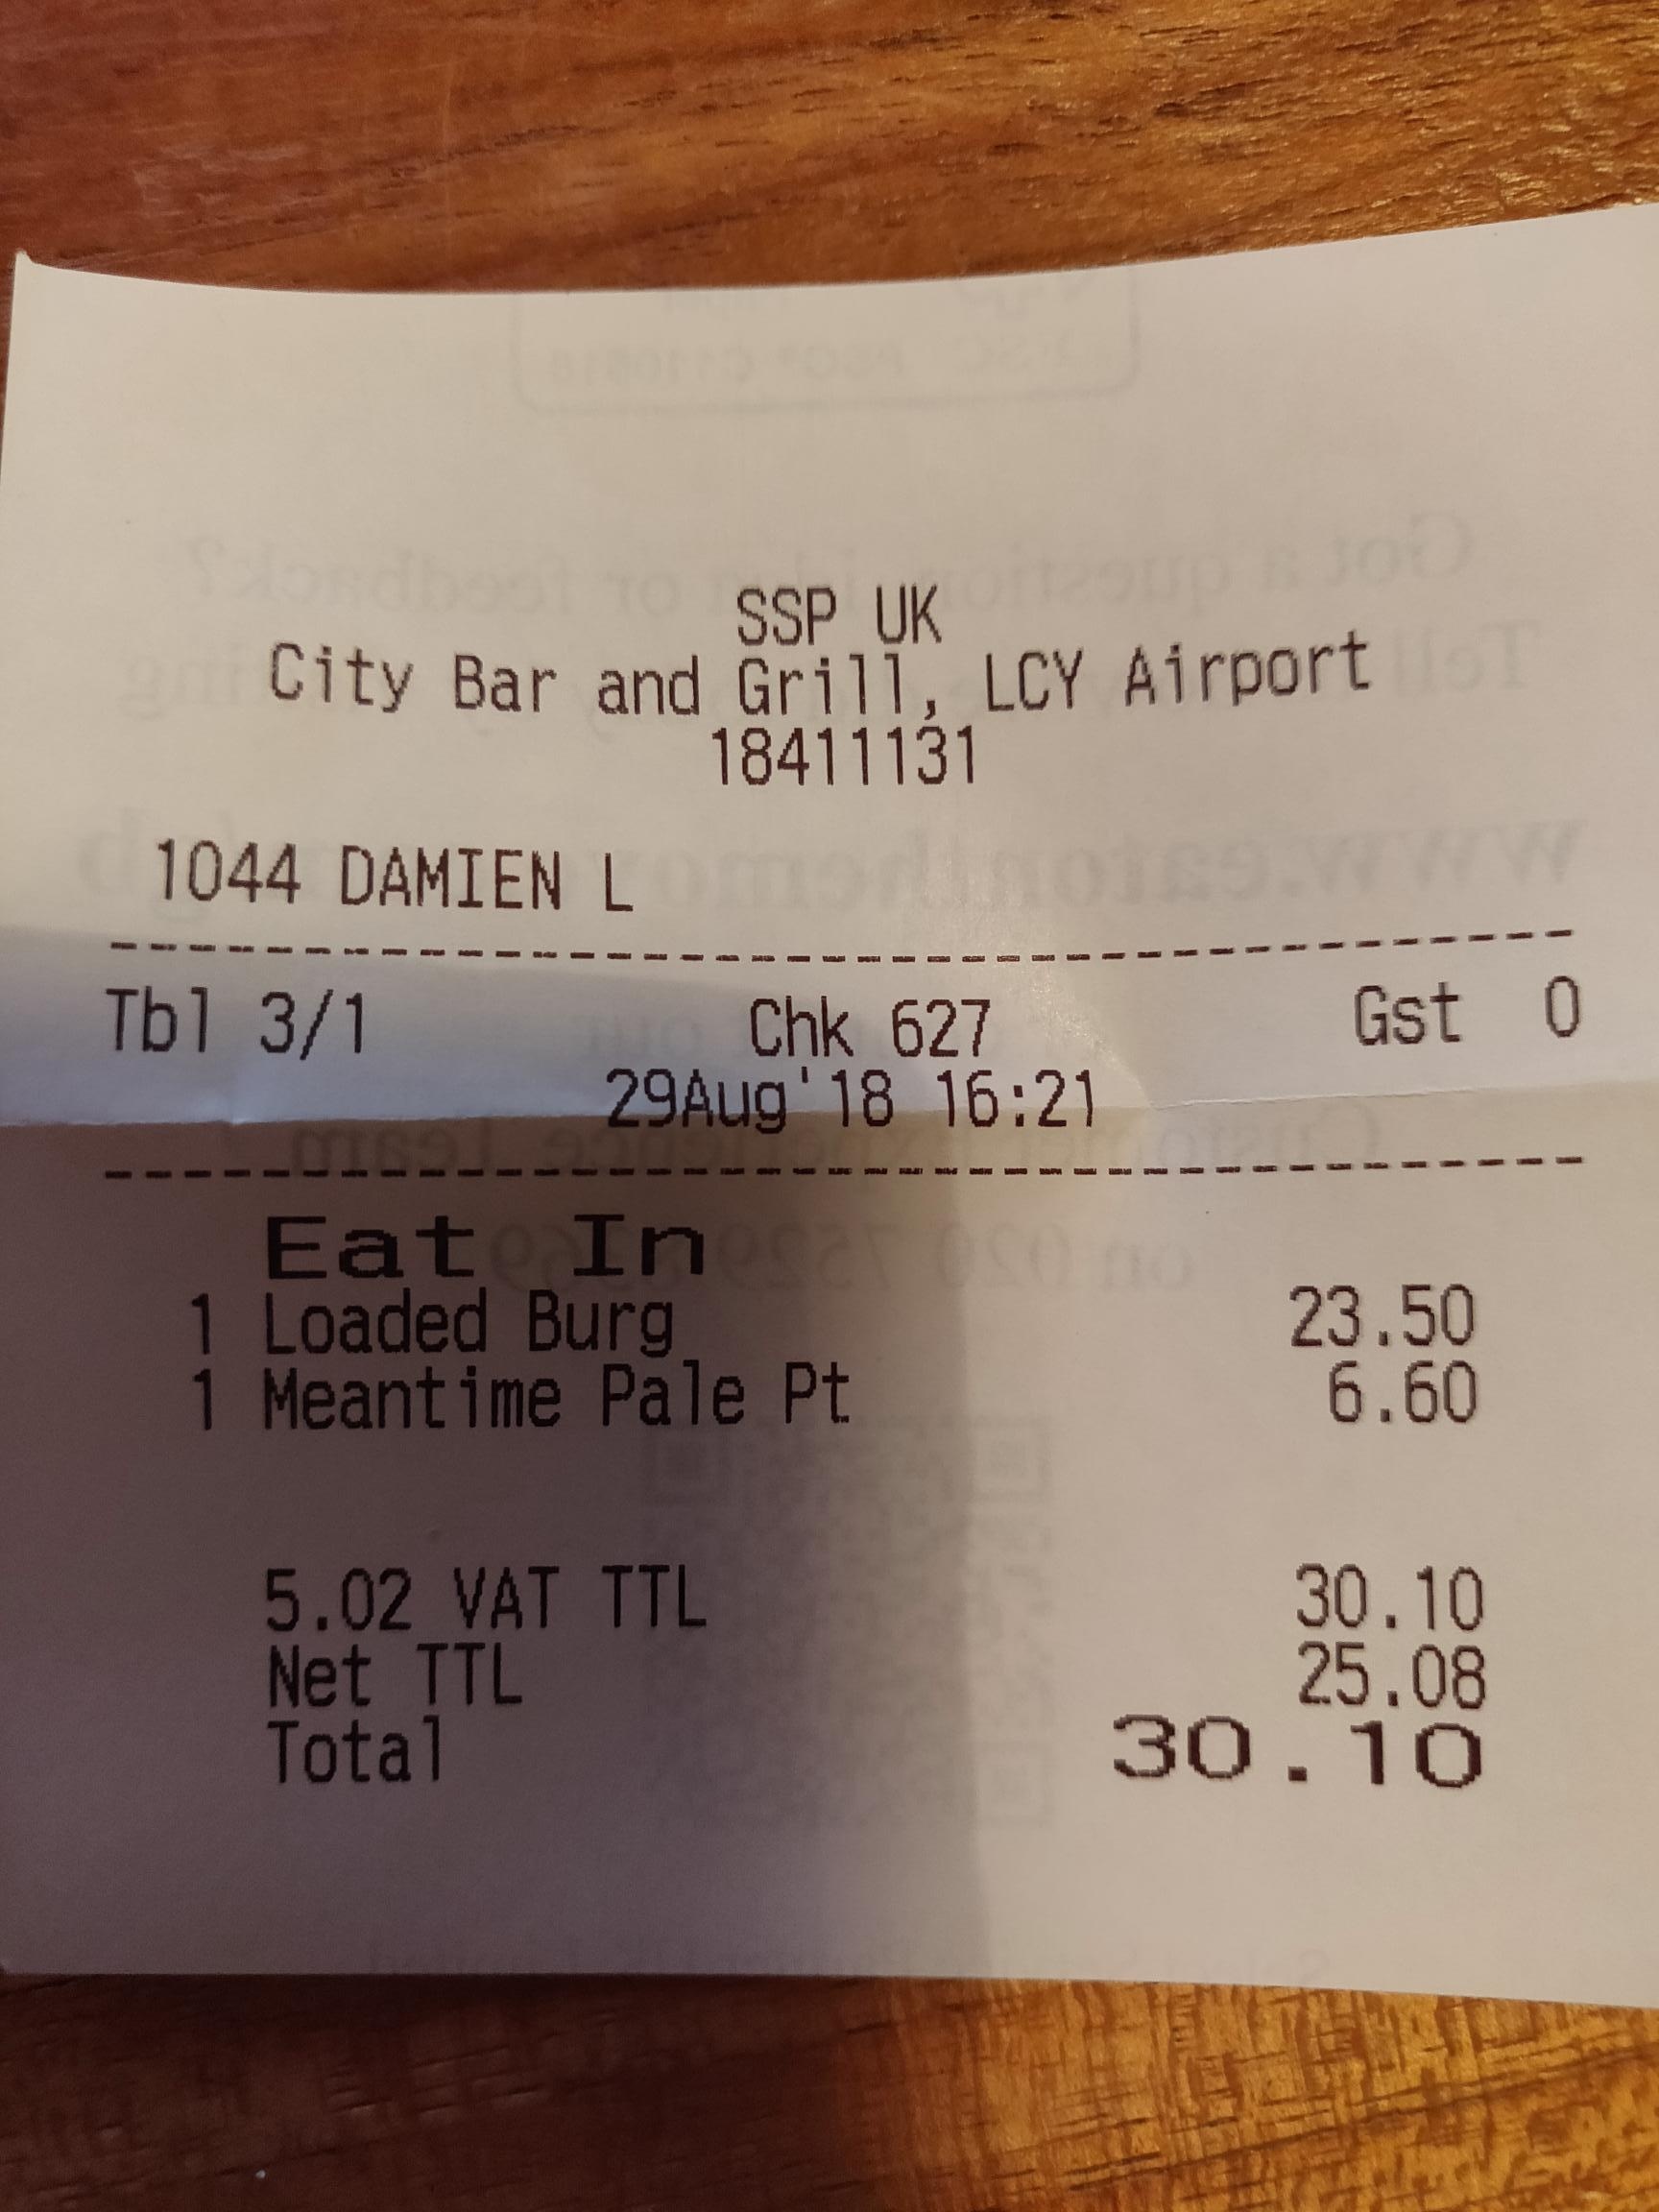 SSP UK
City Bar and Grill, LCY Airport
18411131
1044 DAMIEN L
Tbl 3/1 Chk 627 Gst 0
29Aug'18 16:21
Eat In
1 Loaded Burg 23.50
1 Meantime Pale Pt 6.60
5.02 VAT TTL 30.10
Net TTL 25.08
Total 30.10